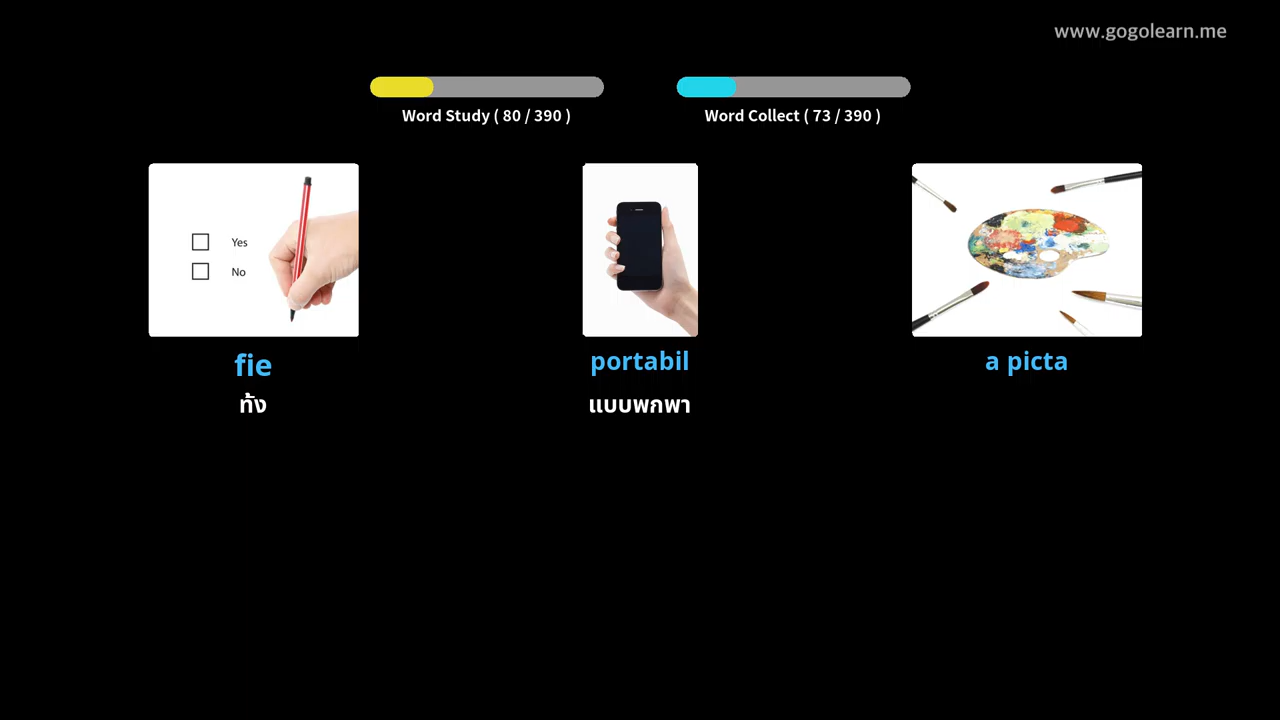 www.gogolearn.me
Word Study ( 80 / 390 )
Word Collect ( 73 / 390 )
Yes
No
fie
portabil
a picta
ทั้ง
แบบพกพา